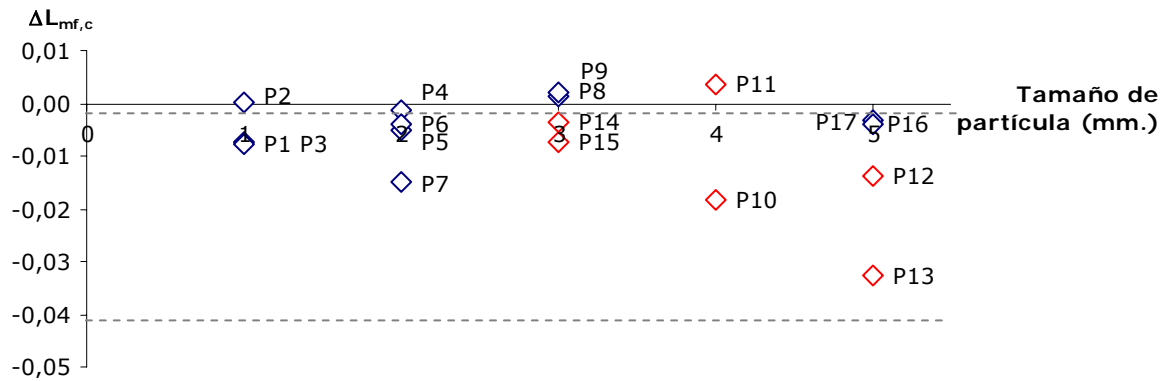 ΔLmf,c
0,01
0,00
-0,01
-0,02
-0,03
-0,04
-0,05
0
1
2
3
4
5
P2
P1 P3
P4
P6
P5
P7
P9
P8
P14
P15
P11
P10
P17
P16
P12
P13
Tamaño de
partícula (mm.)